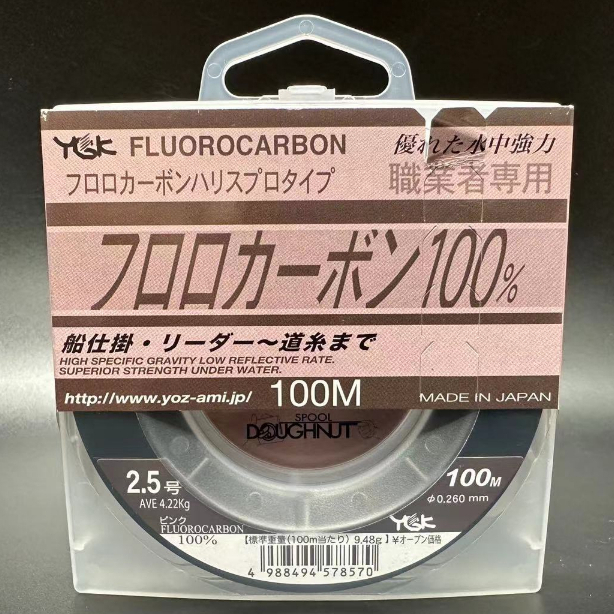 YGK FLUOROCARBON
優れた水中強力
フロロカーボンハリスプロタイプ
職業者専用
フロロカーボン100%
船仕掛・リーダー〜道糸まで
HIGH SPECIFIC GRAVITY LOW REFLECTIVE RATE.
SUPERIOR STRENGTH UNDER WATER.
http://www.yoz-ami.jp/ 100M MADE IN JAPAN
SPOOL
DOUGHNUT
2.5号
AVE 4.22Kg
100M
φ0.260 mm
ピンク
FLUOROCARBON
100%
YGK
【標準重量(100m当たり) 9.48g】¥オープン価格
4 988494 578570